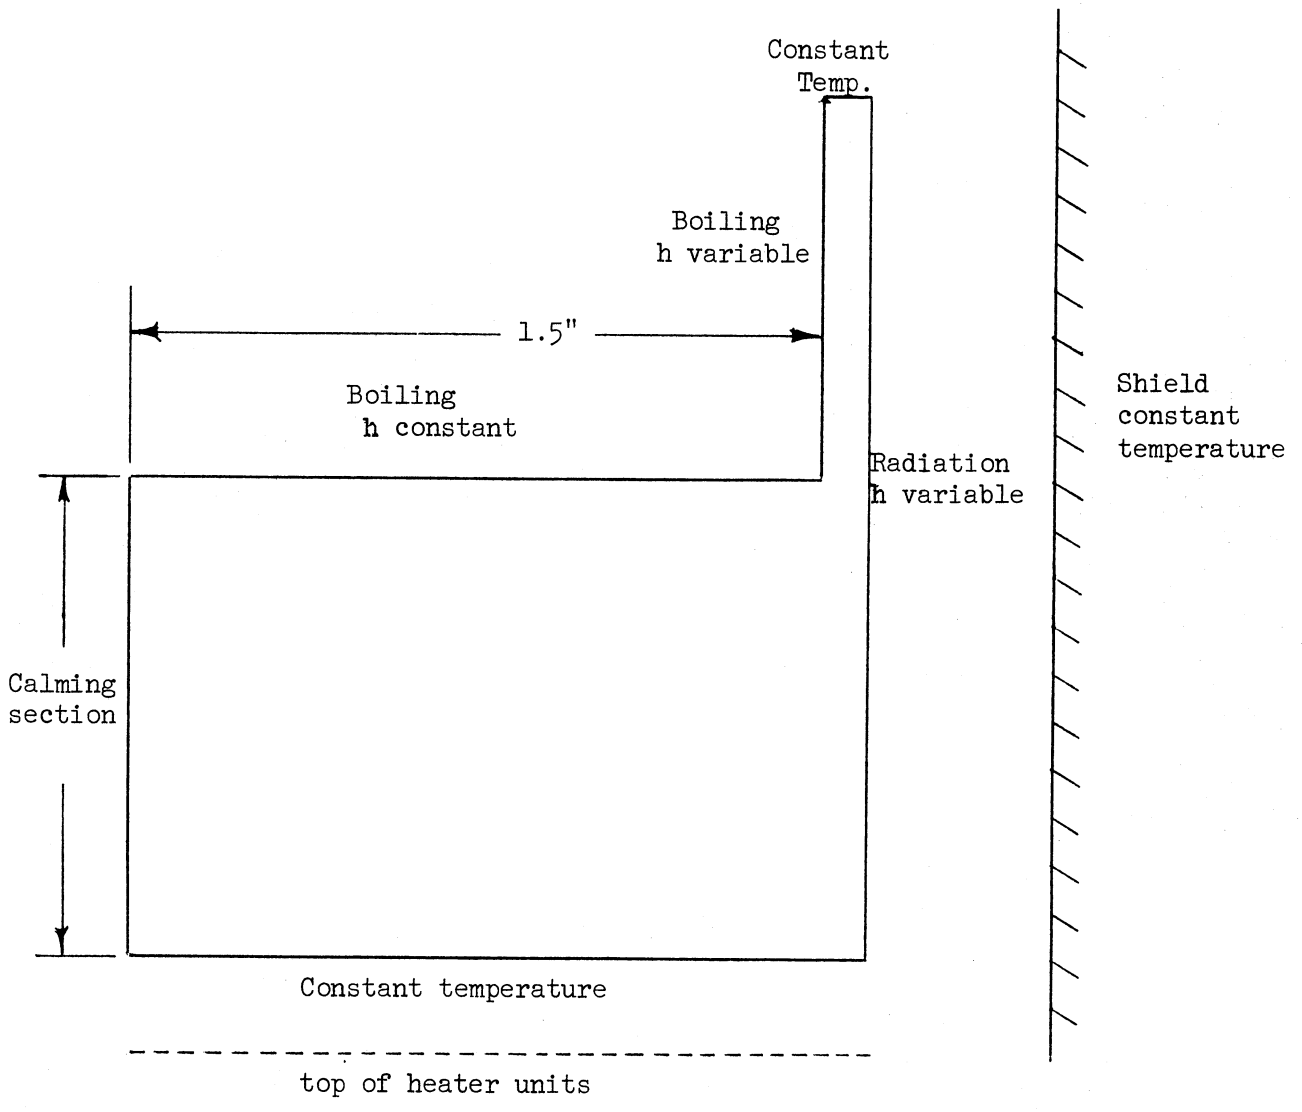 Constant
Temp.
Boiling
h variable
1.5"
Boiling
h constant
Shield
constant
temperature
Radiation
h variable
Calming
section
Constant temperature
top of heater units